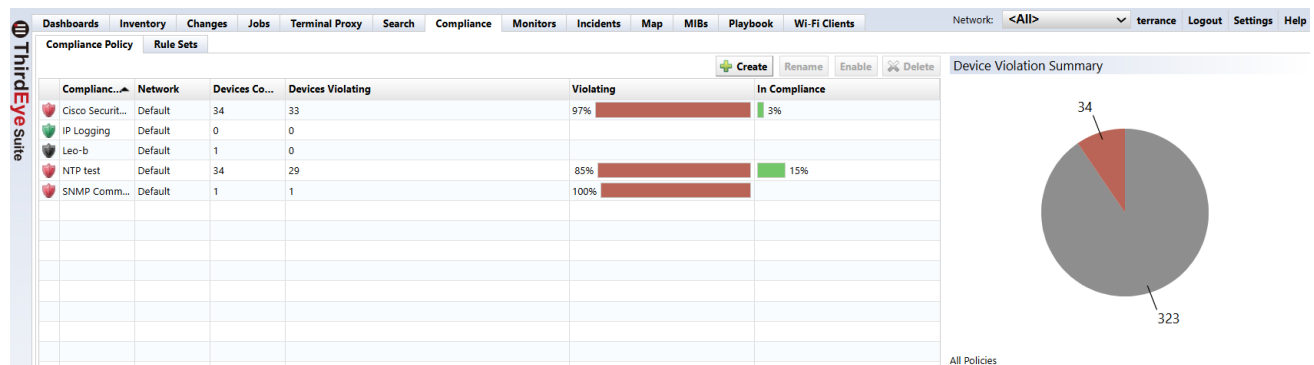 ThirdEye Suite
Dashboards Inventory Changes Jobs Terminal Proxy Search Compliance Monitors Incidents Map MIBs Playbook Wi-Fi Clients Network: <All> terrance Logout Settings Help
Compliance Policy Rule Sets
Create Rename Enable Delete
Complianc... Network Devices Co... Devices Violating Violating In Compliance
Cisco Securit... Default 34 33 97% 3%
IP Logging Default 0 0
Leo-b Default 1 0
NTP test Default 34 29 85% 15%
SNMP Comm... Default 1 1 100%
Device Violation Summary
34
323
All Policies